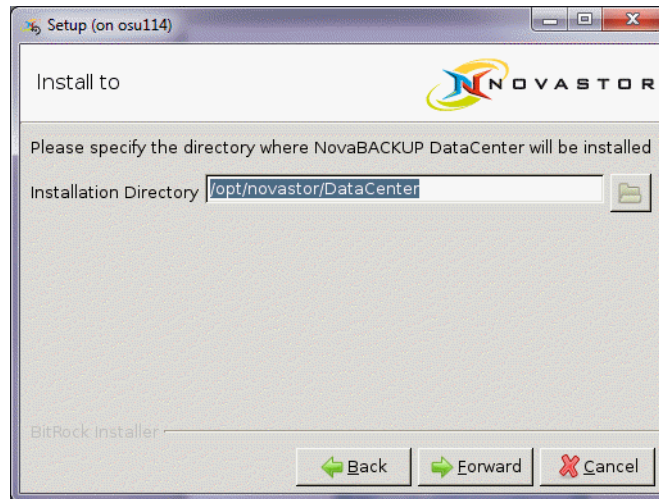 Setup (on osu114)
Install to
NOVASTOR
Please specify the directory where NovaBACKUP DataCenter will be installed
Installation Directory /opt/novastor/DataCenter
BitRock Installer
Back Forward Cancel